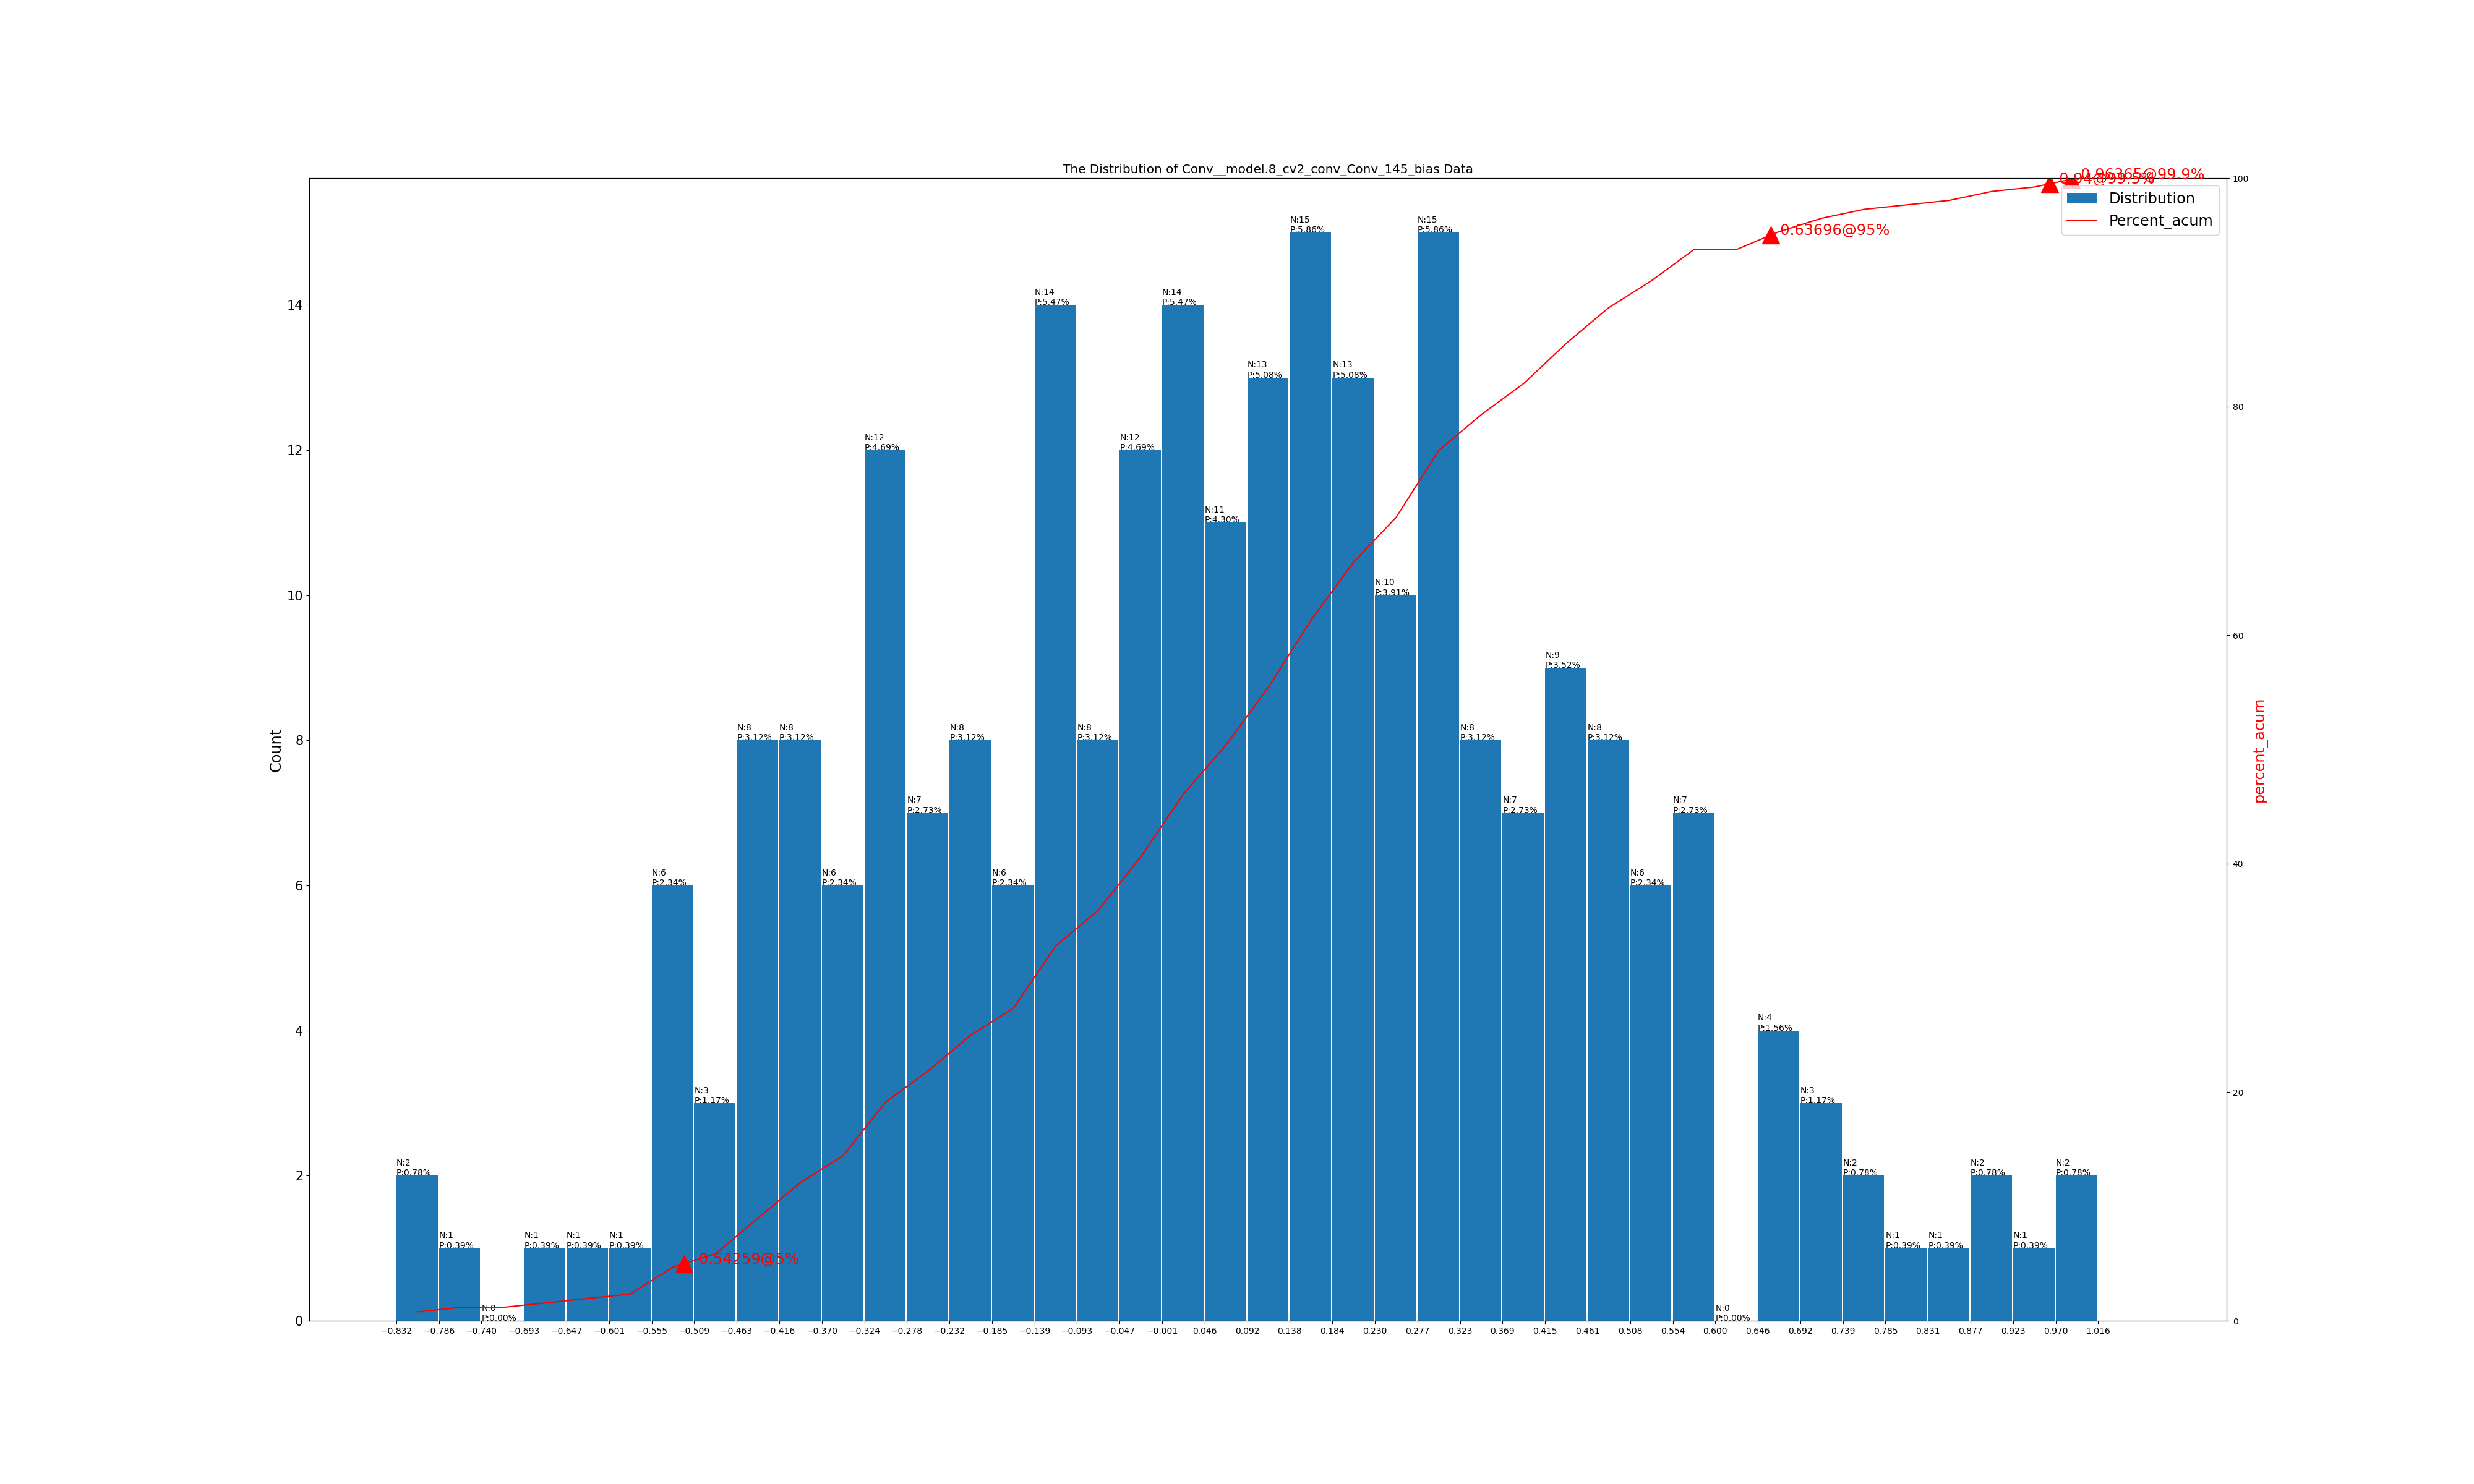 The Distribution of Conv__model.8_cv2_conv_Conv_145_bias Data
0.96365@99.9%
0.94@99.5%
Distribution
Percent_acum
0.63696@95%
-0.54259@5%
Count
percent_acum
0
2
4
6
8
10
12
14
0
20
40
60
80
100
N:2
P:0.78%
N:1
P:0.39%
N:0
P:0.00%
N:1
P:0.39%
N:1
P:0.39%
N:1
P:0.39%
N:6
P:2.34%
N:3
P:1.17%
N:8
P:3.12%
N:8
P:3.12%
N:6
P:2.34%
N:12
P:4.69%
N:7
P:2.73%
N:8
P:3.12%
N:6
P:2.34%
N:14
P:5.47%
N:8
P:3.12%
N:12
P:4.69%
N:14
P:5.47%
N:11
P:4.30%
N:13
P:5.08%
N:15
P:5.86%
N:13
P:5.08%
N:10
P:3.91%
N:15
P:5.86%
N:8
P:3.12%
N:7
P:2.73%
N:9
P:3.52%
N:8
P:3.12%
N:6
P:2.34%
N:7
P:2.73%
N:0
P:0.00%
N:4
P:1.56%
N:3
P:1.17%
N:2
P:0.78%
N:1
P:0.39%
N:1
P:0.39%
N:2
P:0.78%
N:1
P:0.39%
N:2
P:0.78%
−0.832 −0.786 −0.740 −0.693 −0.647 −0.601 −0.555 −0.509 −0.463 −0.416 −0.370 −0.324 −0.278 −0.232 −0.185 −0.139 −0.093 −0.047 −0.001 0.046 0.092 0.138 0.184 0.230 0.277 0.323 0.369 0.415 0.461 0.508 0.554 0.600 0.646 0.692 0.739 0.785 0.831 0.877 0.923 0.970 1.016